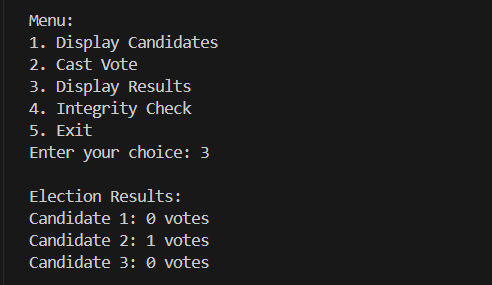 Menu:
1. Display Candidates
2. Cast Vote
3. Display Results
4. Integrity Check
5. Exit
Enter your choice: 3
Election Results:
Candidate 1: 0 votes
Candidate 2: 1 votes
Candidate 3: 0 votes